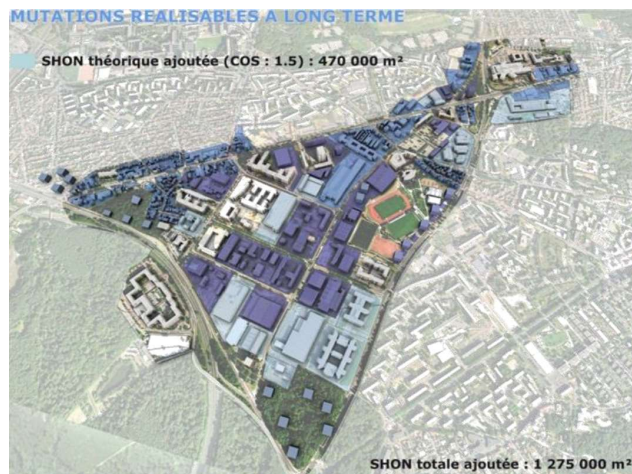 MUTATIONS REALISABLES A LONG TERME
SHON théorique ajoutée (COS : 1.5) : 470 000 m²
SHON totale ajoutée : 1 275 000 m²